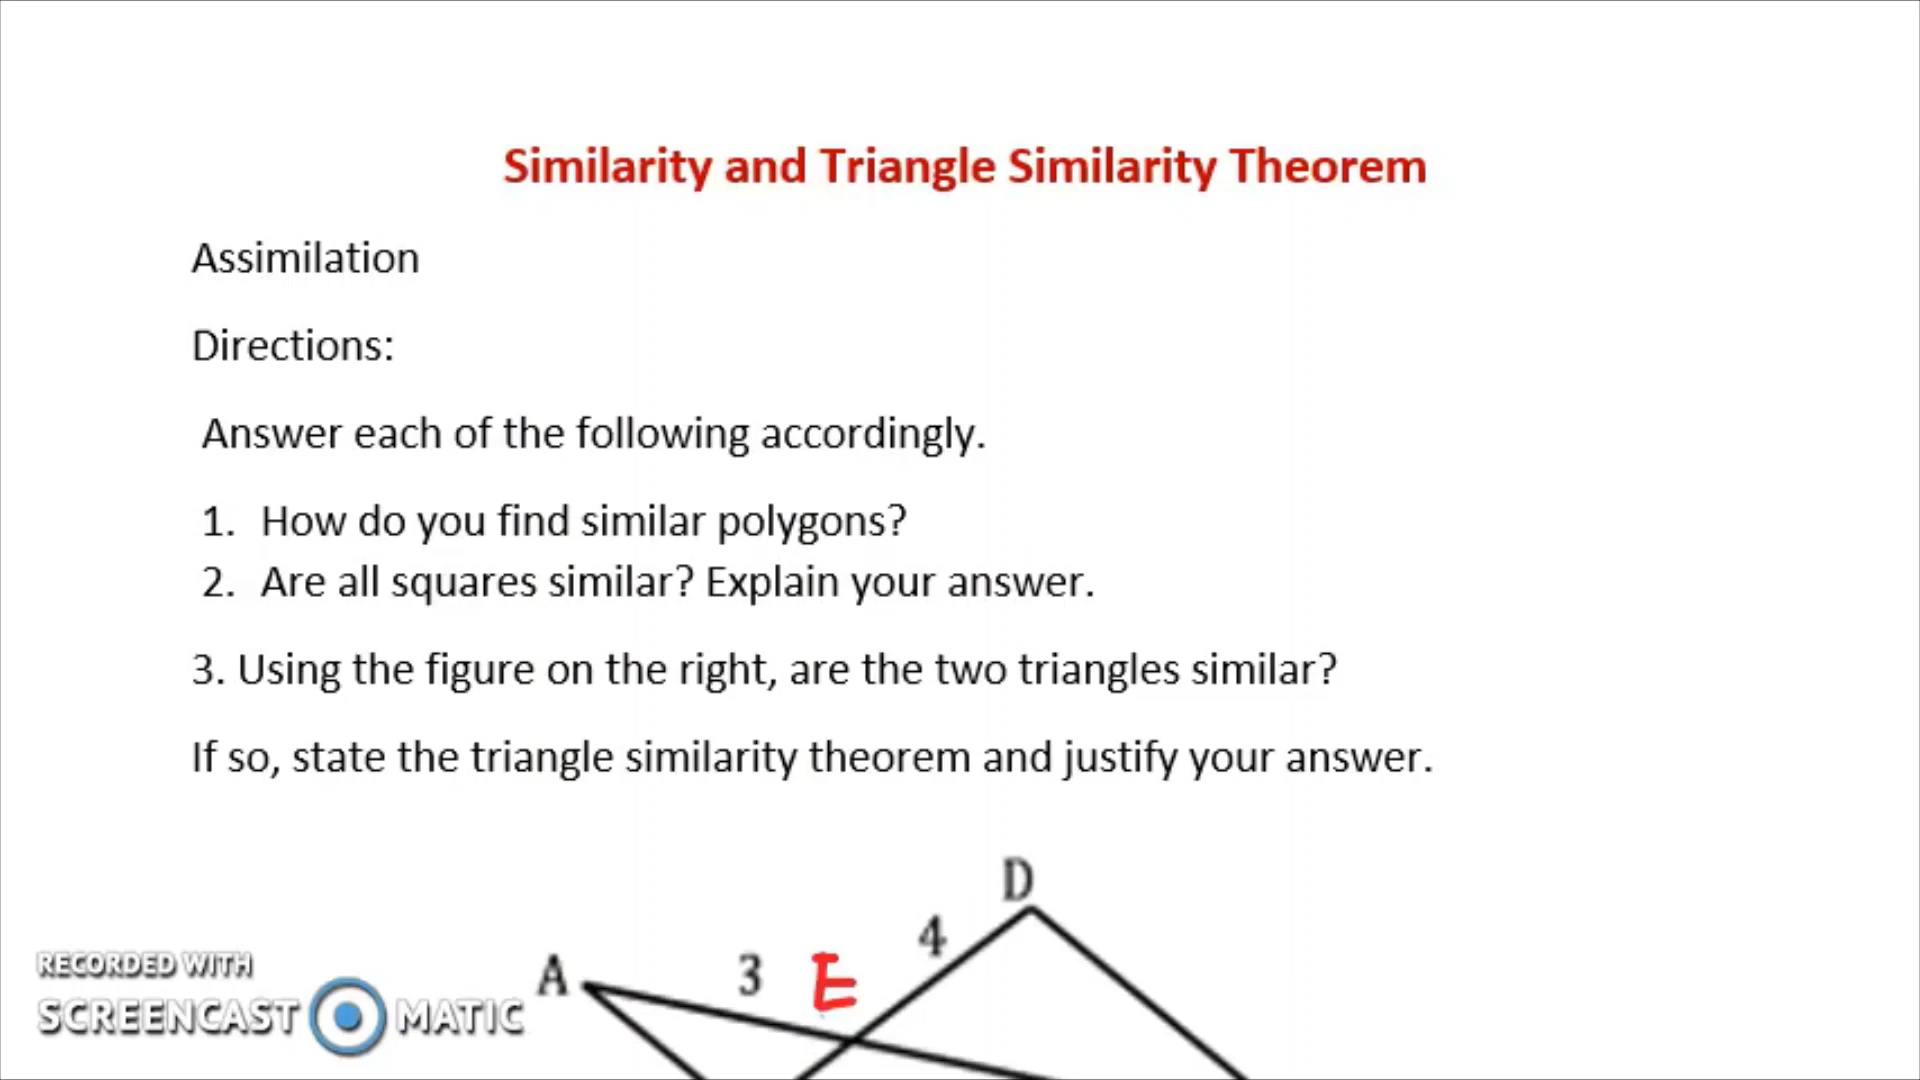 Similarity and Triangle Similarity Theorem
Assimilation
Directions:
Answer each of the following accordingly.
1. How do you find similar polygons?
2. Are all squares similar? Explain your answer.
3. Using the figure on the right, are the two triangles similar?
If so, state the triangle similarity theorem and justify your answer.
D
4
A 3 E
RECORDED WITH
SCREENCAST MATIC